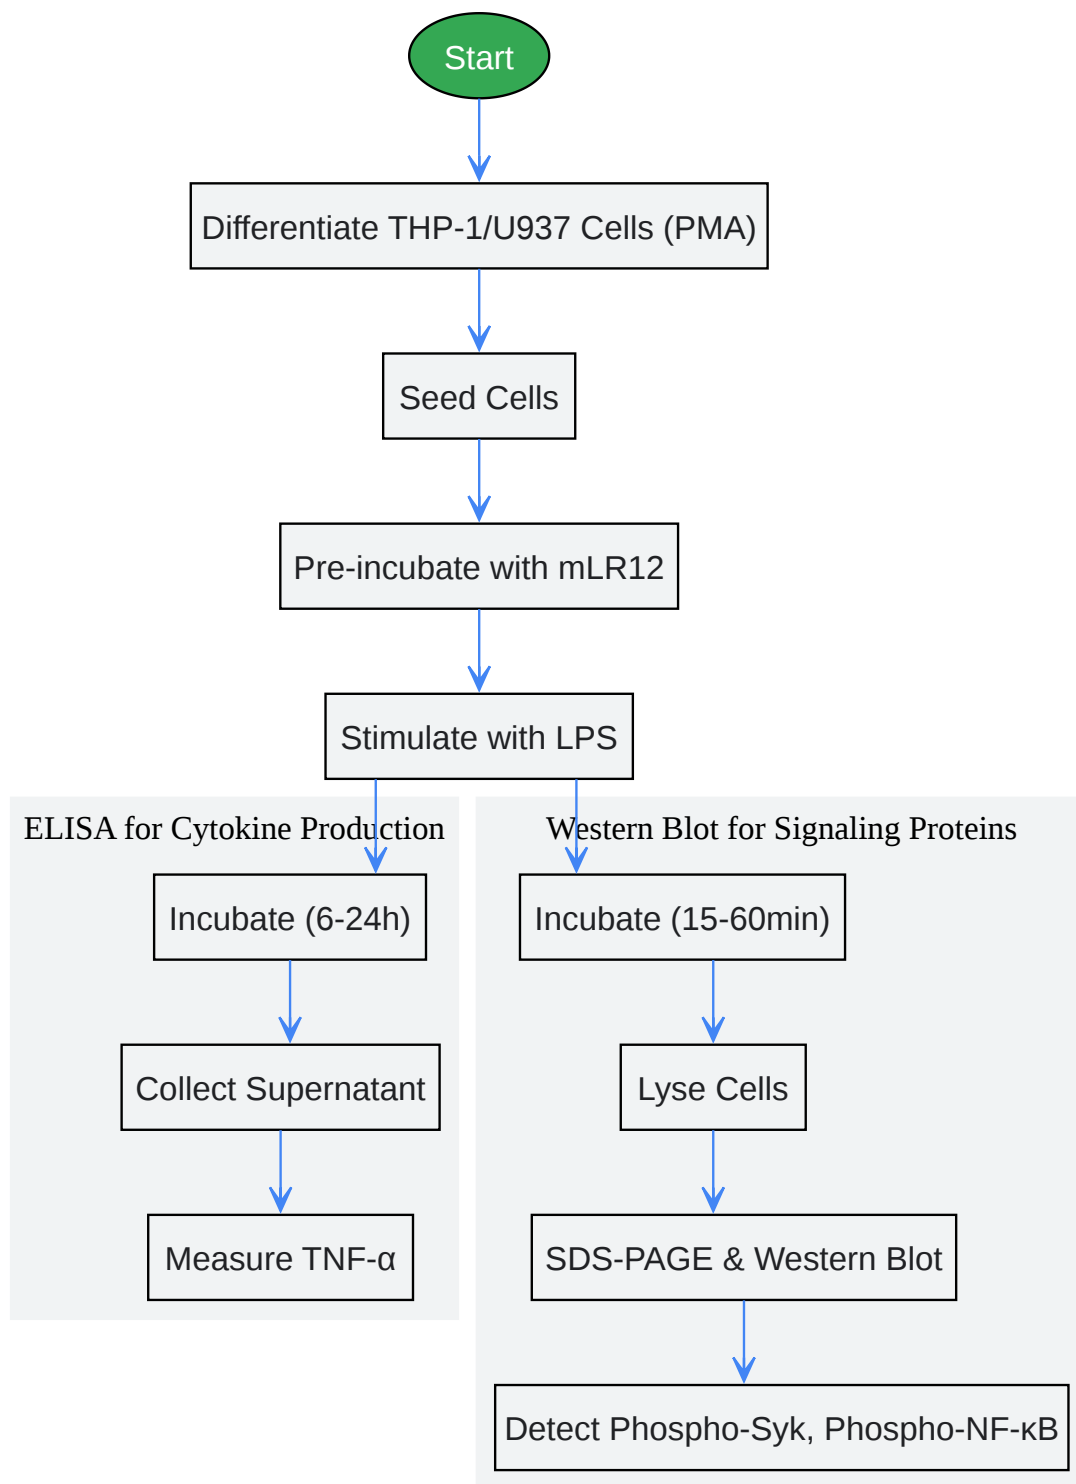 Start
Differentiate THP-1/U937 Cells (PMA)
Seed Cells
Pre-incubate with mLR12
Stimulate with LPS
ELISA for Cytokine Production
Incubate (6-24h)
Collect Supernatant
Measure TNF-α
Western Blot for Signaling Proteins
Incubate (15-60min)
Lyse Cells
SDS-PAGE & Western Blot
Detect Phospho-Syk, Phospho-NF-κB